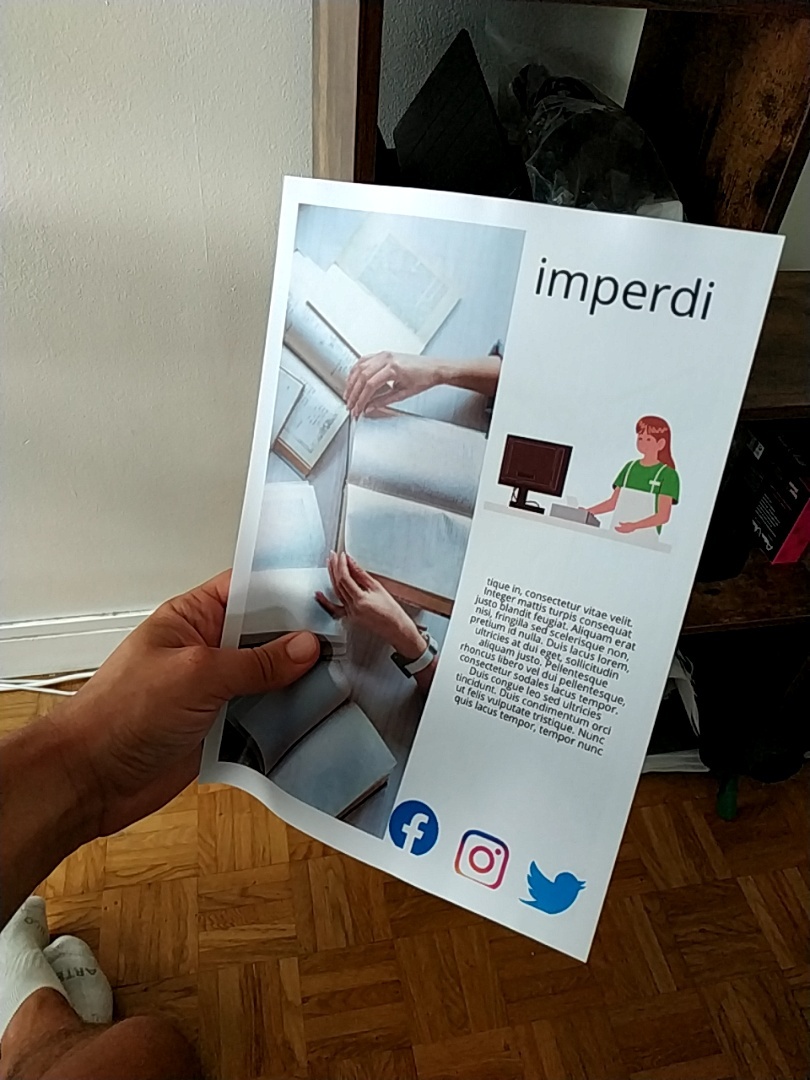 imperdi
tique in, consectetur vitae velit.
Integer mattis turpis consequat
justo blandit feugiat. Aliquam erat
nisi, fringilla sed scelerisque non,
pretium id nulla. Duis lacus lorem,
ultricies at dui eget, sollicitudin
aliquam justo. Pellentesque
rhoncus libero vel dui pellentesque,
consectetur sodales lacus tempor.
Duis congue leo sed ultricies
tincidunt. Duis condimentum orci
ut felis vulputate tristique. Nunc
quis lacus tempor, tempor nunc